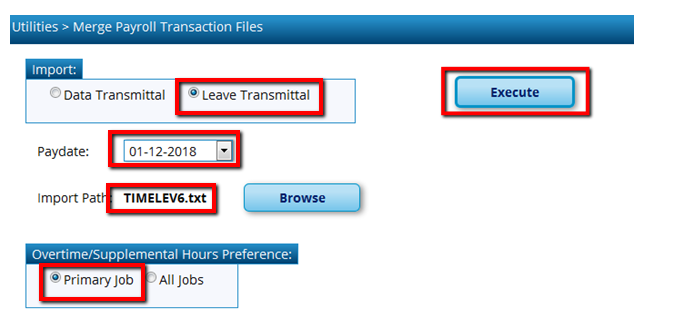 Utilities > Merge Payroll Transaction Files
Import:
Data Transmittal Leave Transmittal
Execute
Paydate: 01-12-2018
Import Path: TIMELEV6.txt Browse
Overtime/Supplemental Hours Preference:
Primary Job All Jobs